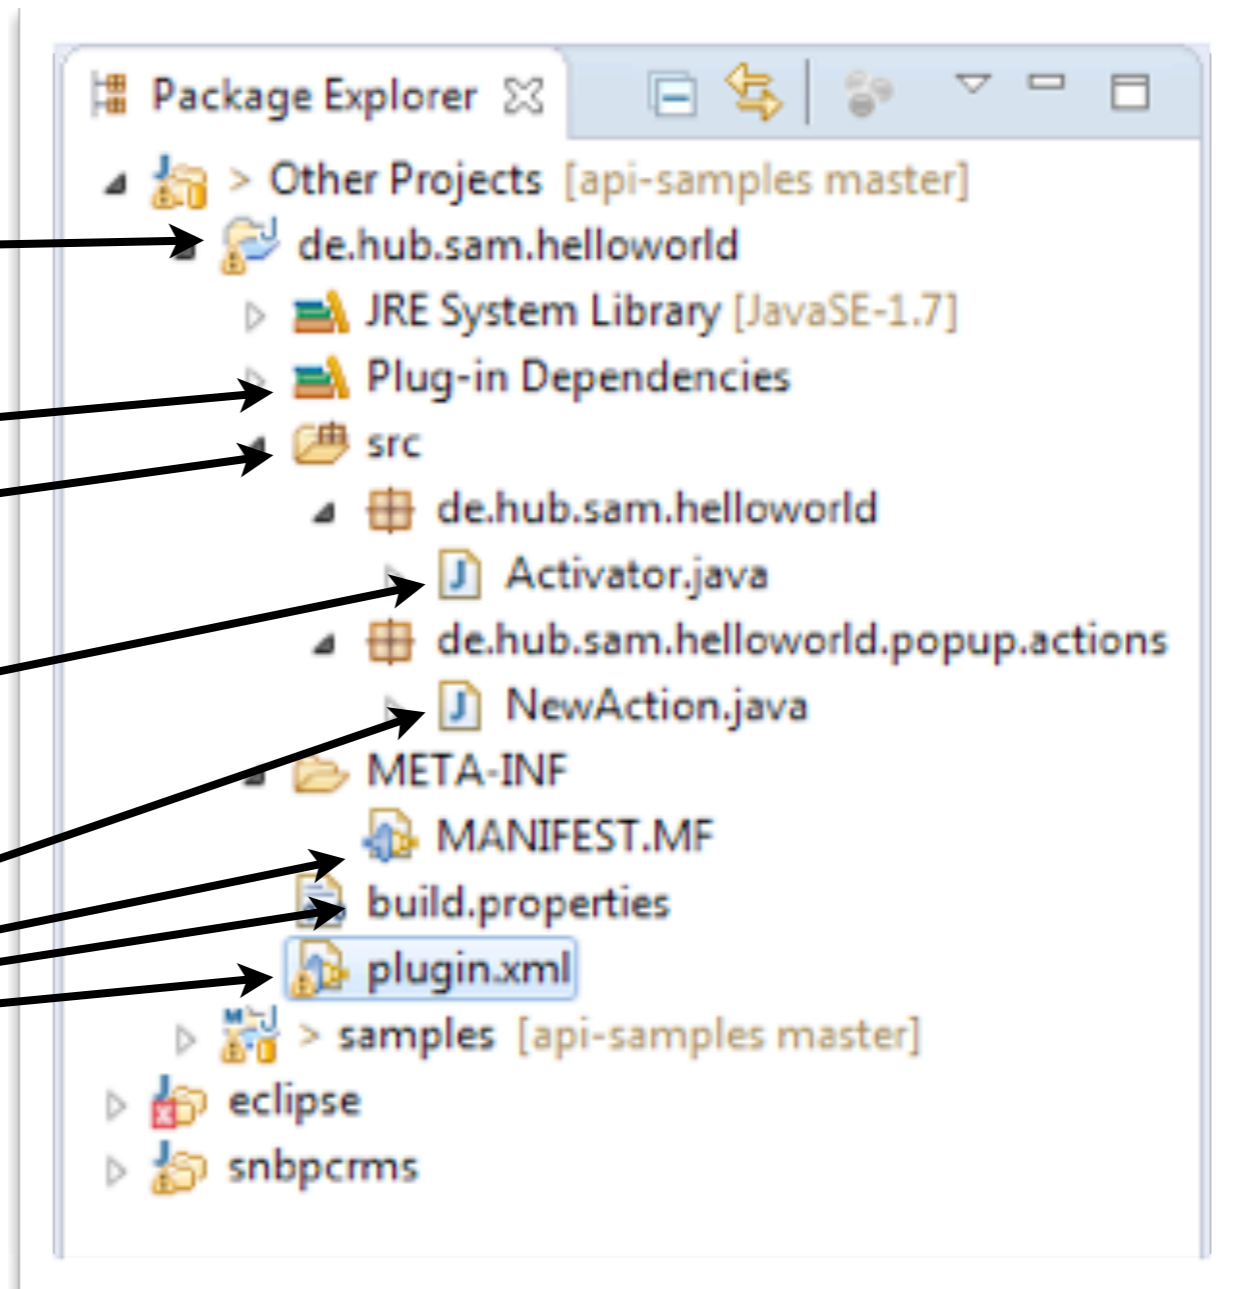 Package Explorer
> Other Projects [api-samples master]
de.hub.sam.helloworld
JRE System Library [JavaSE-1.7]
Plug-in Dependencies
src
de.hub.sam.helloworld
Activator.java
de.hub.sam.helloworld.popup.actions
NewAction.java
META-INF
MANIFEST.MF
build.properties
plugin.xml
> samples [api-samples master]
eclipse
snbpcrms